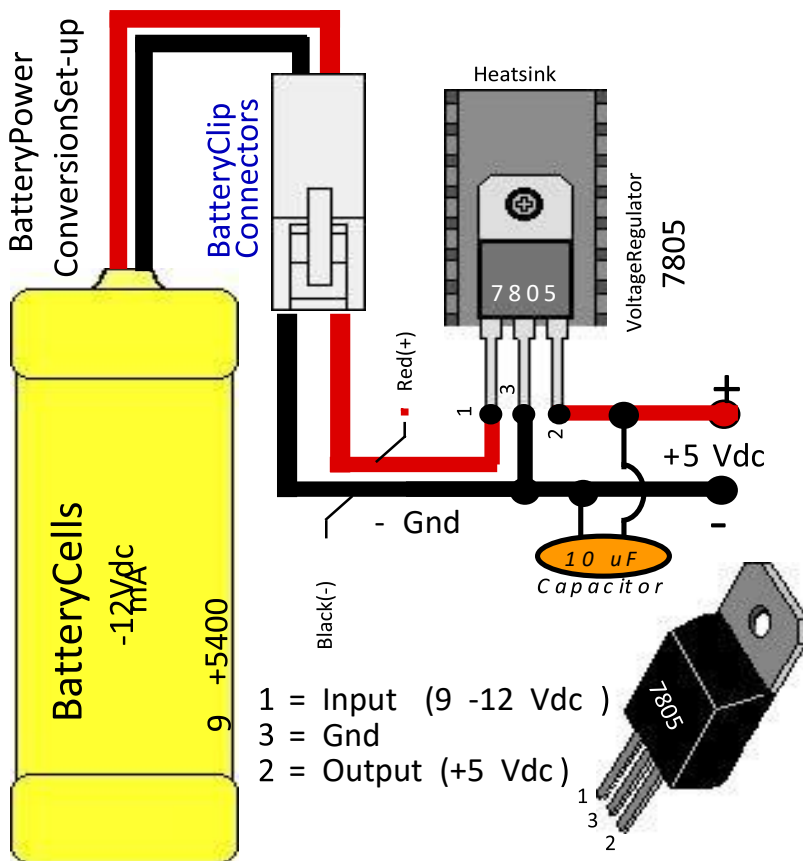 BatteryPower
ConversionSet-up
BatteryClip
Connectors
Heatsink
VoltageRegulator
7805
7805
Red(+)
1
3
2
+
+5 Vdc
-
- Gnd
Black(-)
10 uF
Capacitor
BatteryCells
-12Vdc
mA
9 +5400
1 = Input (9 -12 Vdc )
3 = Gnd
2 = Output (+5 Vdc)
7805
1
3
2